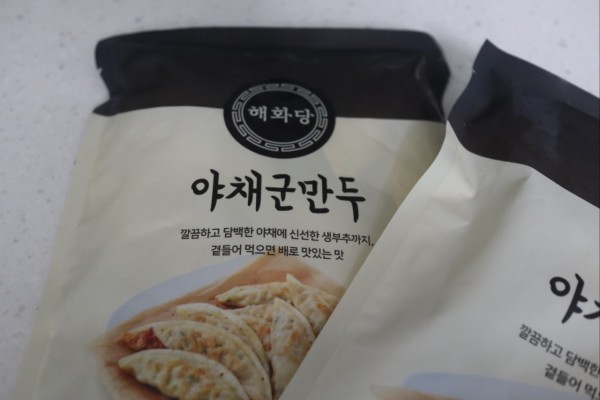 해화당
야채군만두
깔끔하고 담백한 야채에 신선한 생부추까지,
곁들어 먹으면 배로 맛있는 맛
야
깔끔하고 담백한
곁들어 먹